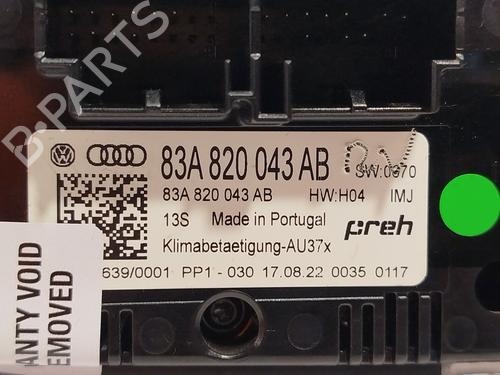 83A 820 043 AB
SW:0370
83A 820 043 AB HW:H04 IMJ
13S Made in Portugal
preh
Klimabetaetigung-AU37x
639/0001 PP1 - 030 17.08.22 0035 0117
ANTY VOID
EMOVED
B-PARTS